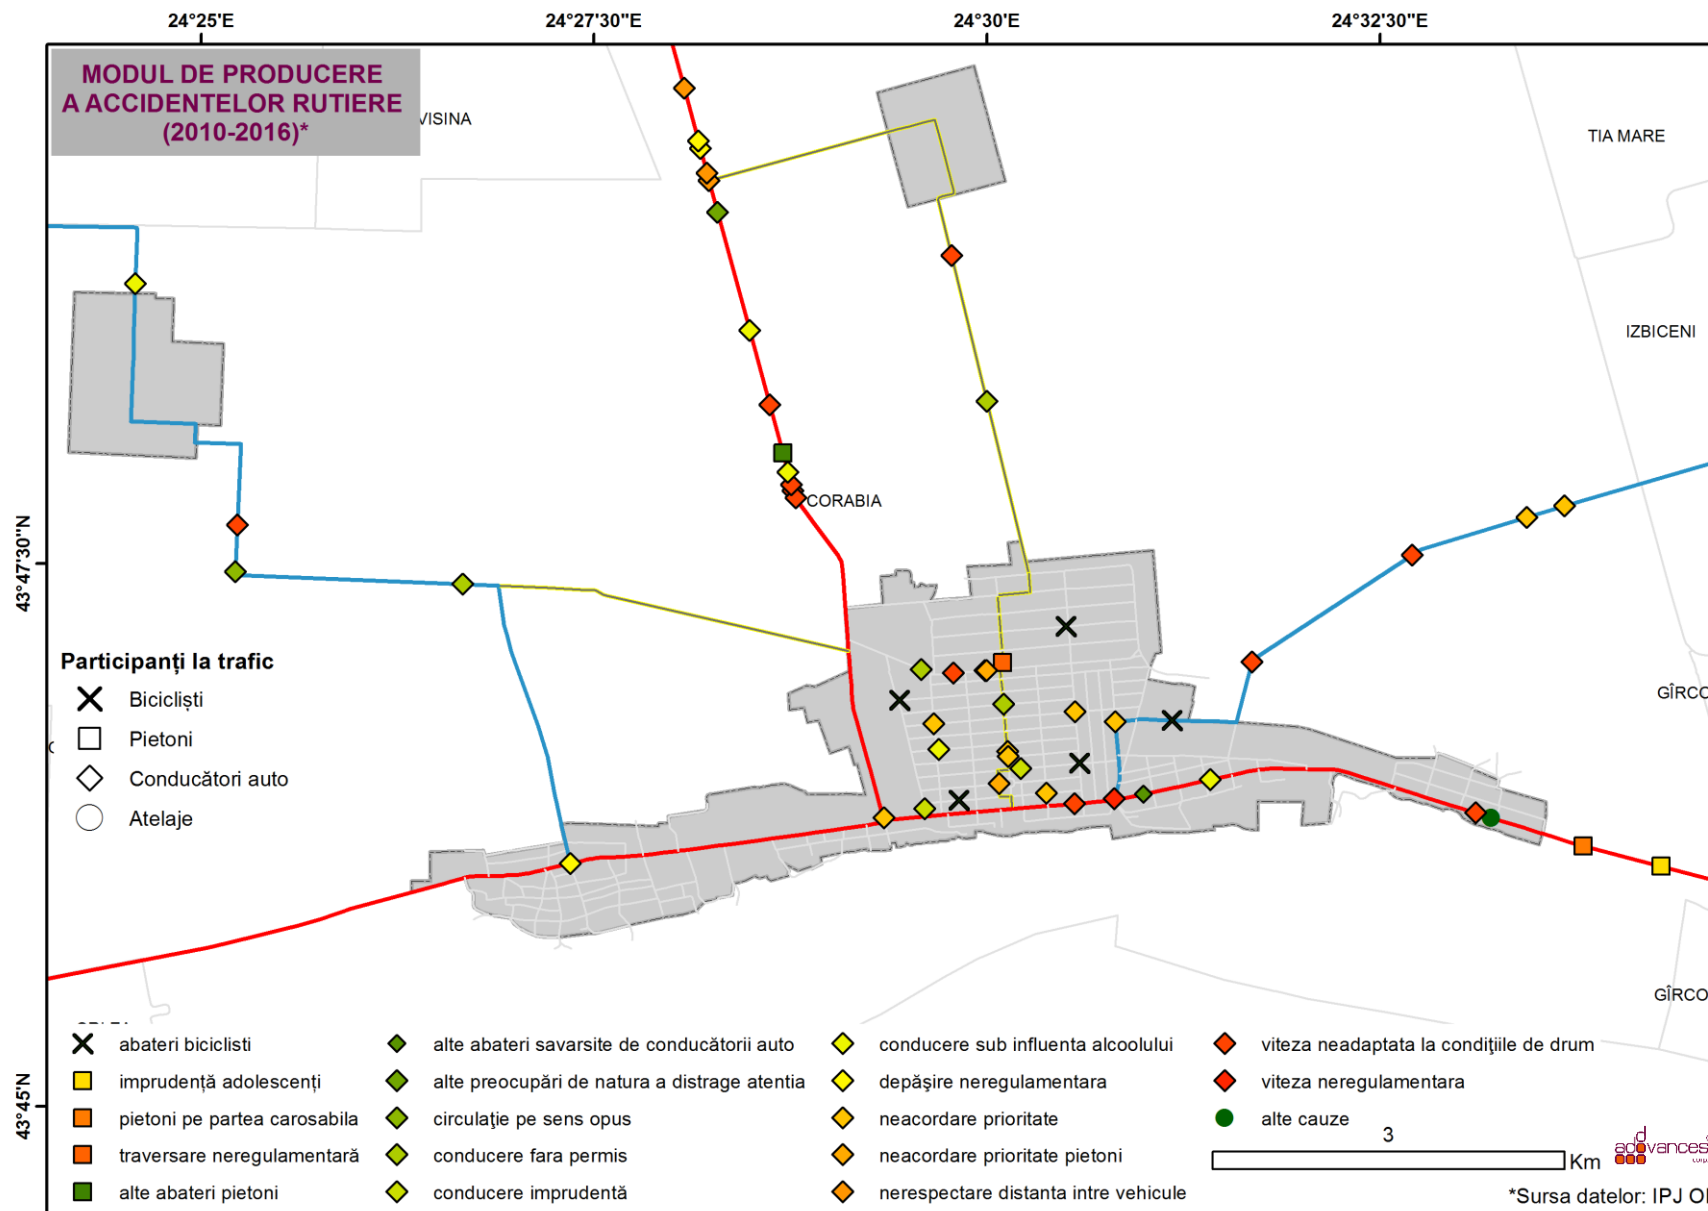 24°25'E
24°27'30"E
24°30'E
24°32'30"E
MODUL DE PRODUCERE
A ACCIDENTELOR RUTIERE
(2010-2016)*
VISINA
TIA MARE
IZBICENI
CORABIA
43°47'30"N
Participanți la trafic
Bicicliști
Pietoni
Conducători auto
Atelaje
GÎRCO
GÎRCO
43°45'N
abateri biciclisti
imprudență adolescenți
pietoni pe partea carosabila
traversare neregulamentară
alte abateri pietoni
alte abateri savarsite de conducătorii auto
alte preocupări de natura a distrage atentia
circulaţie pe sens opus
conducere fara permis
conducere imprudentă
conducere sub influenta alcoolului
depăşire neregulamentara
neacordare prioritate
neacordare prioritate pietoni
nerespectare distanta intre vehicule
viteza neadaptata la condiţiile de drum
viteza neregulamentara
alte cauze
3
Km
addvances
*Sursa datelor: IPJ Ol